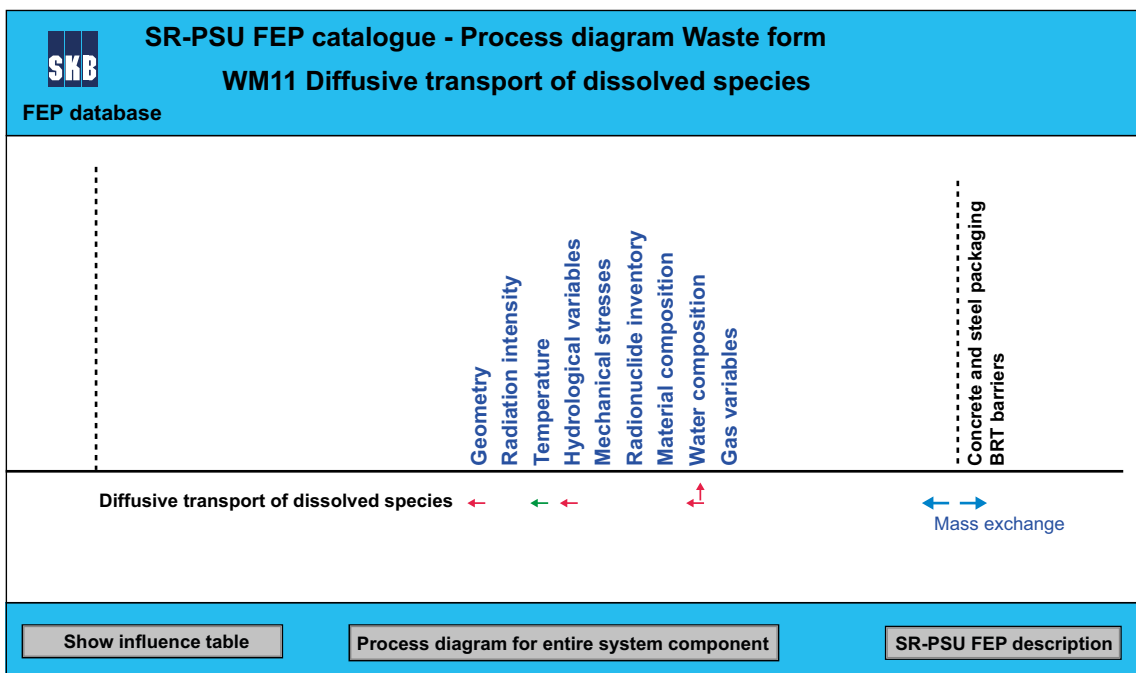 SR-PSU FEP catalogue - Process diagram Waste form
WM11 Diffusive transport of dissolved species
SKB
FEP database
Geometry
Radiation intensity
Temperature
Hydrological variables
Mechanical stresses
Radionuclide inventory
Material composition
Water composition
Gas variables
Concrete and steel packaging
BRT barriers
Diffusive transport of dissolved species
Mass exchange
Show influence table
Process diagram for entire system component
SR-PSU FEP description